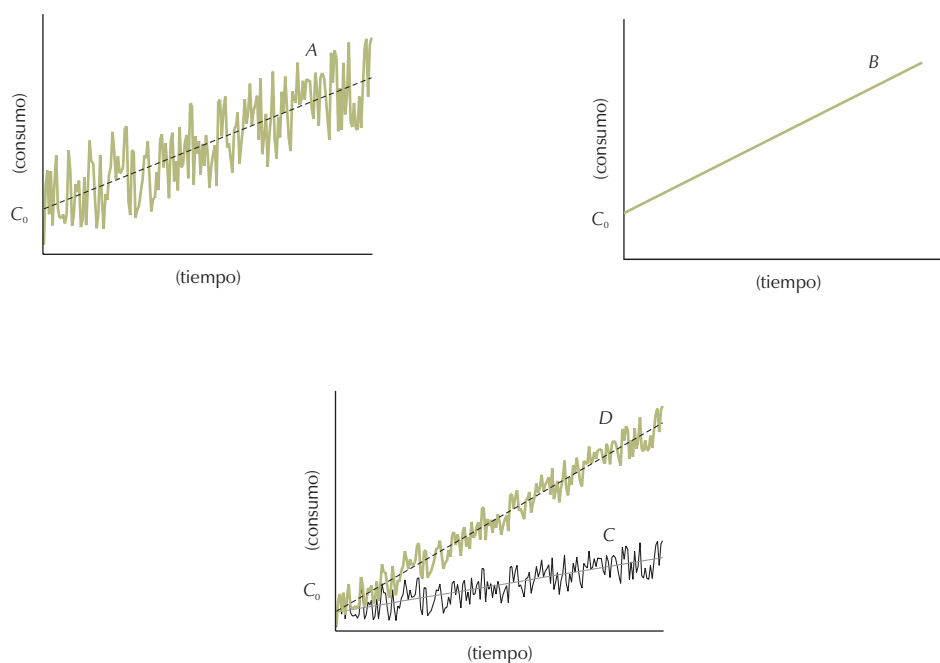 A
(consumo)
C₀
(tiempo)
B
(consumo)
C₀
(tiempo)
D
(consumo)
C
C₀
(tiempo)